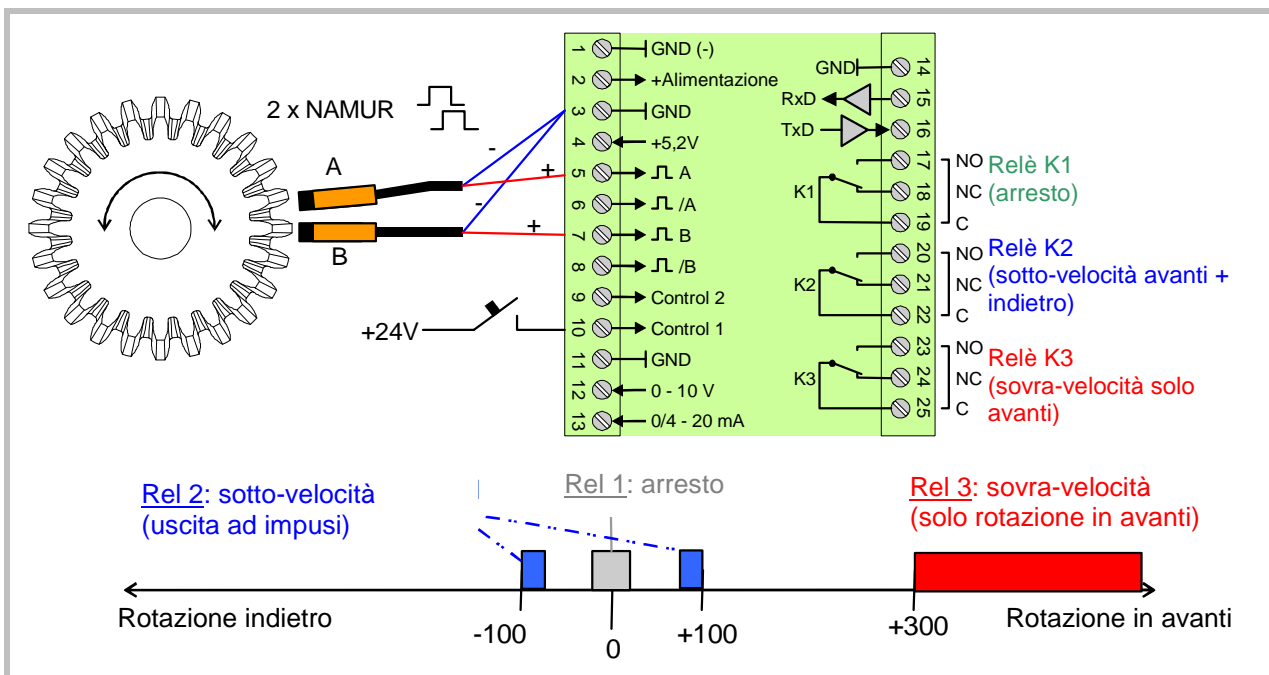 2 x NAMUR
A
B
-
+
-
+
+24V
1 GND (-)
2 +Alimentazione
3 GND
4 +5,2V
5 A
6 /A
7 B
8 /B
9 Control 2
10 Control 1
11 GND
12 0 - 10 V
13 0/4 - 20 mA
GND 14
RxD 15
TxD 16
17 NO
K1 18 NC
19 C
Relè K1
(arresto)
20 NO
K2 21 NC
22 C
Relè K2
(sotto-velocità avanti +
indietro)
23 NO
K3 24 NC
25 C
Relè K3
(sovra-velocità solo
avanti)
Rel 2: sotto-velocità
(uscita ad impusi)
Rel 1: arresto
Rel 3: sovra-velocità
(solo rotazione in avanti)
Rotazione indietro
-100
0
+100
+300
Rotazione in avanti